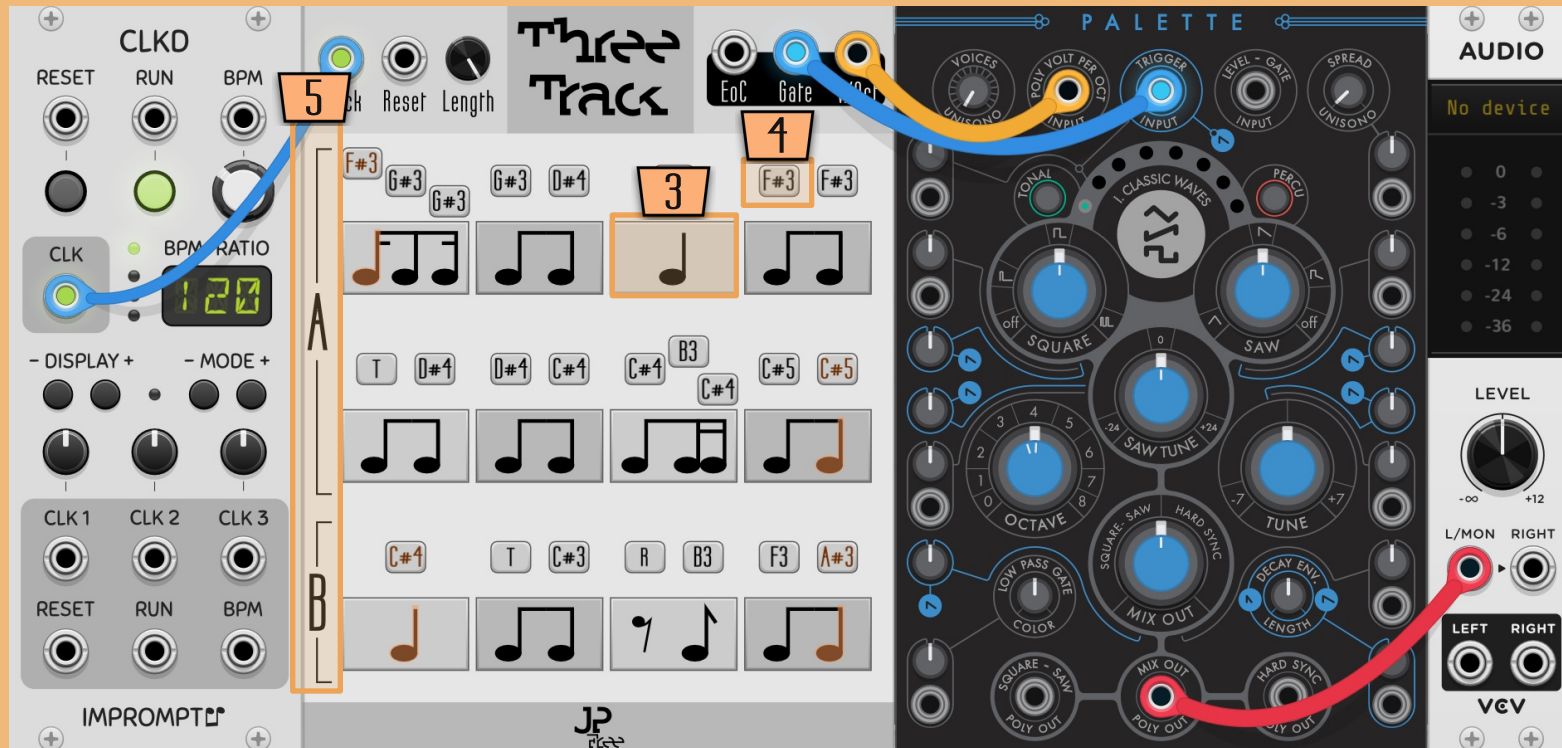 CLKD
RESET RUN BPM
CLK
BPM RATIO
120
- DISPLAY + - MODE +
CLK 1 CLK 2 CLK 3
RESET RUN BPM
IMPROMPTU
5
Reset Length
Three
Track
EoC Gate
4
3
F#3 G#3 G#3 G#3 D#4 F#3 F#3
A
T D#4 D#4 C#4 C#4 B3 C#4 C#5 C#5
B
C#4 T C#3 R B3 F3 A#3
JP
Free
PALETTE
VOICES
UNISONO
POLY VOLT PER OCT
INPUT
TRIGGER
INPUT
LEVEL - GATE
INPUT
SPREAD
UNISONO
TONAL
1. CLASSIC WAVES
PERCU
off
SQUARE
off
SAW
0
-24 +24
SAW TUNE
0 1 2 3 4 5 6 7 8
OCTAVE
-7 +7
TUNE
SQUARE - SAW
HARD SYNC
MIX OUT
LOW PASS GATE
COLOR
DECAY ENV.
LENGTH
SQUARE - SAW
POLY OUT
MIX OUT
POLY OUT
HARD SYNC
POLY OUT
AUDIO
No device
0
-3
-6
-12
-24
-36
LEVEL
-∞ +12
L/MON RIGHT
LEFT RIGHT
VCV